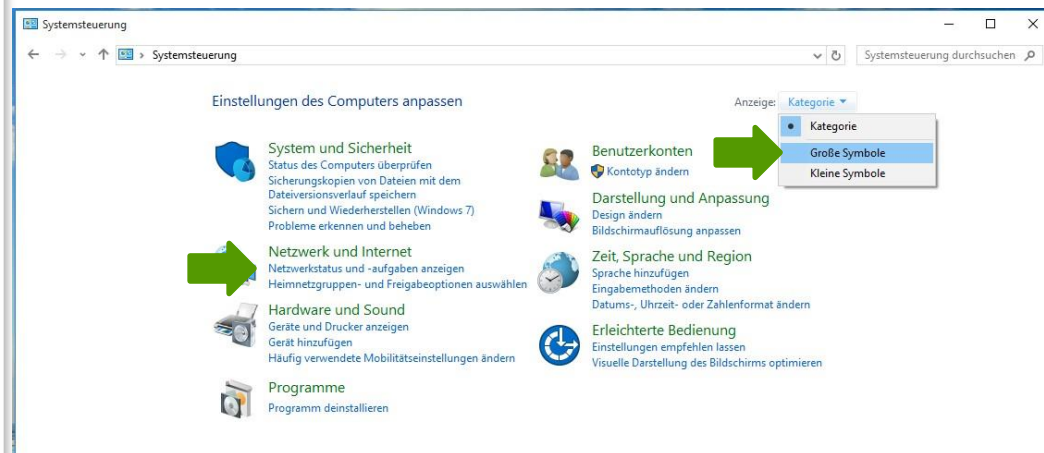 Systemsteuerung
Systemsteuerung
Systemsteuerung durchsuchen
Einstellungen des Computers anpassen
Anzeige: Kategorie
Kategorie
Große Symbole
Kleine Symbole
System und Sicherheit
Status des Computers überprüfen
Sicherungskopien von Dateien mit dem
Dateiversionsverlauf speichern
Sichern und Wiederherstellen (Windows 7)
Probleme erkennen und beheben
Netzwerk und Internet
Netzwerkstatus und -aufgaben anzeigen
Heimnetzgruppen- und Freigabeoptionen auswählen
Hardware und Sound
Geräte und Drucker anzeigen
Gerät hinzufügen
Häufig verwendete Mobilitätseinstellungen ändern
Programme
Programm deinstallieren
Benutzerkonten
Kontotyp ändern
Darstellung und Anpassung
Design ändern
Bildschirmauflösung anpassen
Zeit, Sprache und Region
Sprache hinzufügen
Eingabemethoden ändern
Datums-, Uhrzeit- oder Zahlenformat ändern
Erleichterte Bedienung
Einstellungen empfehlen lassen
Visuelle Darstellung des Bildschirms optimieren